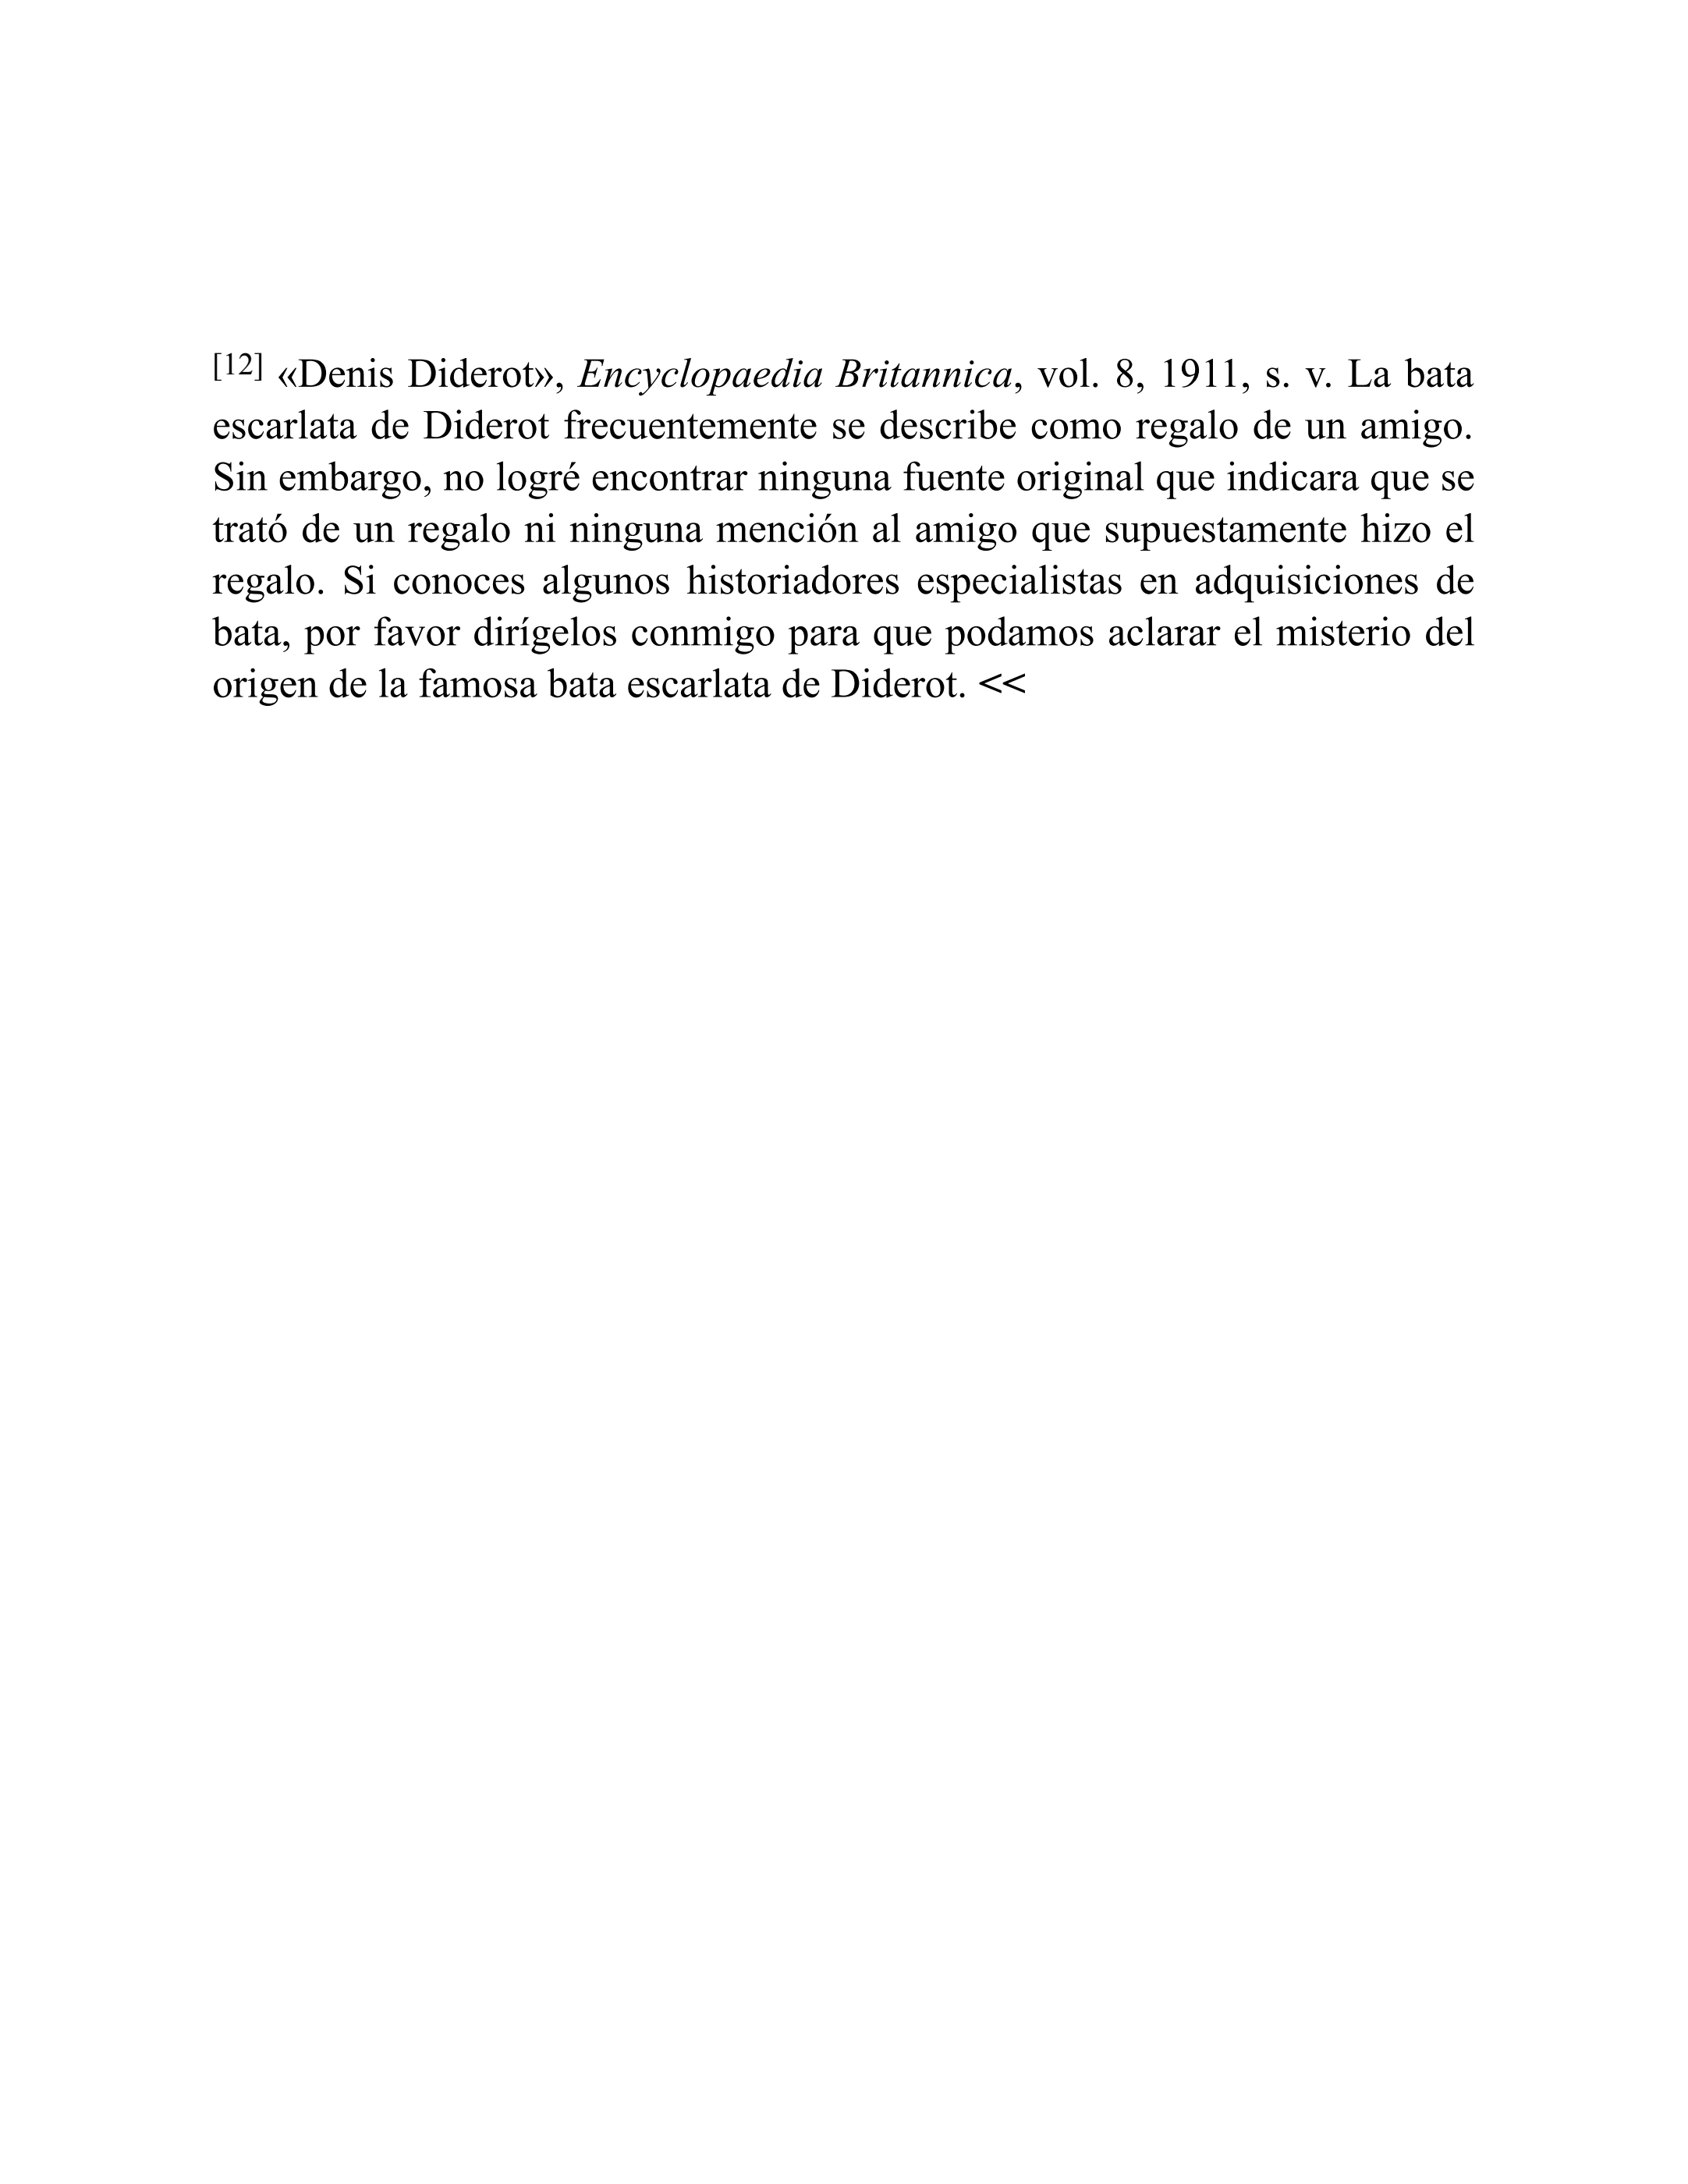 [12] «Denis Diderot», Encyclopaedia Britannica, vol. 8, 1911, s. v. La bata
escarlata de Diderot frecuentemente se describe como regalo de un amigo.
Sin embargo, no logré encontrar ninguna fuente original que indicara que se
trató de un regalo ni ninguna mención al amigo que supuestamente hizo el
regalo. Si conoces algunos historiadores especialistas en adquisiciones de
bata, por favor dirígelos conmigo para que podamos aclarar el misterio del
origen de la famosa bata escarlata de Diderot. <<